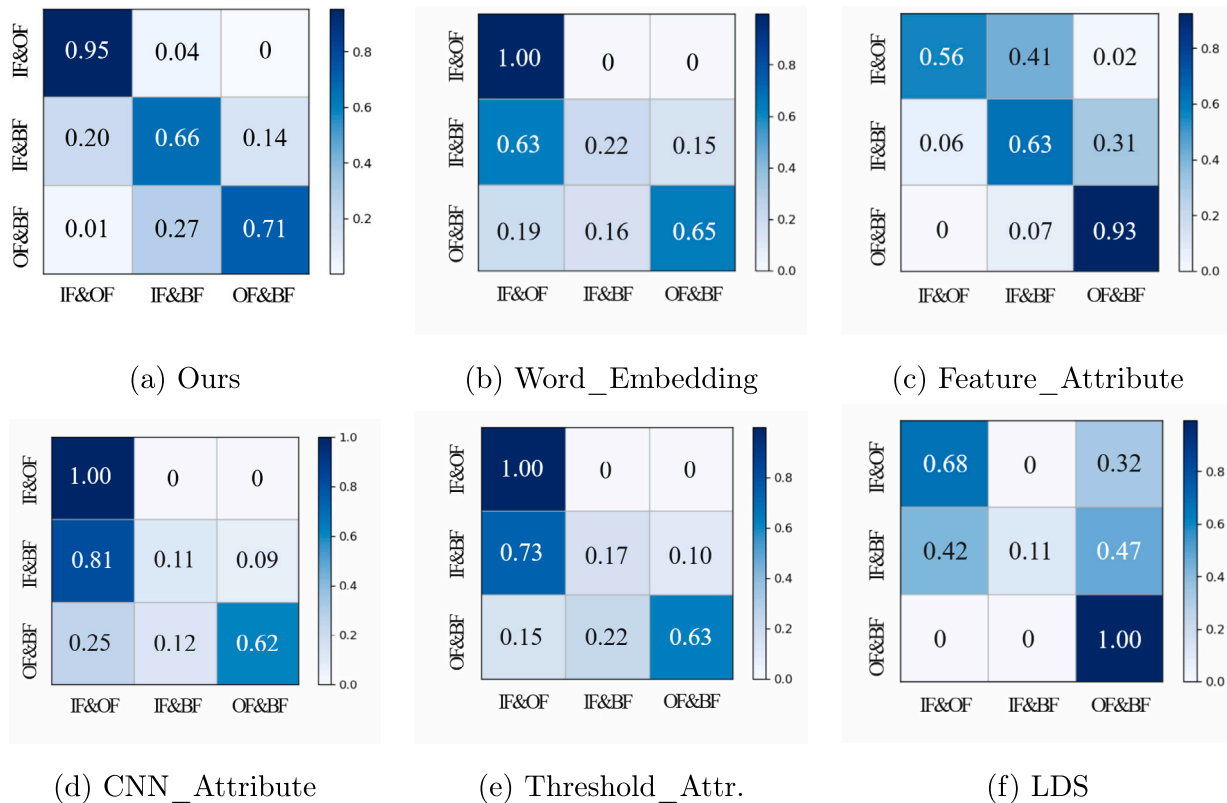 IF&OF 0.95 0.04 0 0.8
0.6
IF&BF 0.20 0.66 0.14
0.4
OF&BF 0.01 0.27 0.71 0.2
IF&OF IF&BF OF&BF
(a) Ours
IF&OF 1.00 0 0 0.8
0.6
IF&BF 0.63 0.22 0.15
0.4
0.2
OF&BF 0.19 0.16 0.65
0.0
IF&OF IF&BF OF&BF
(b) Word_Embedding
IF&OF 0.56 0.41 0.02 0.8
0.6
IF&BF 0.06 0.63 0.31
0.4
0.2
OF&BF 0 0.07 0.93
0.0
IF&OF IF&BF OF&BF
(c) Feature_Attribute
1.0
IF&OF 1.00 0 0
0.8
0.6
IF&BF 0.81 0.11 0.09
0.4
OF&BF 0.25 0.12 0.62 0.2
0.0
IF&OF IF&BF OF&BF
(d) CNN_Attribute
IF&OF 1.00 0 0 0.8
0.6
IF&BF 0.73 0.17 0.10
0.4
OF&BF 0.15 0.22 0.63 0.2
0.0
IF&OF IF&BF OF&BF
(e) Threshold_Attr.
IF&OF 0.68 0 0.32 0.8
0.6
IF&BF 0.42 0.11 0.47
0.4
OF&BF 0 0 1.00 0.2
0.0
IF&OF IF&BF OF&BF
(f) LDS